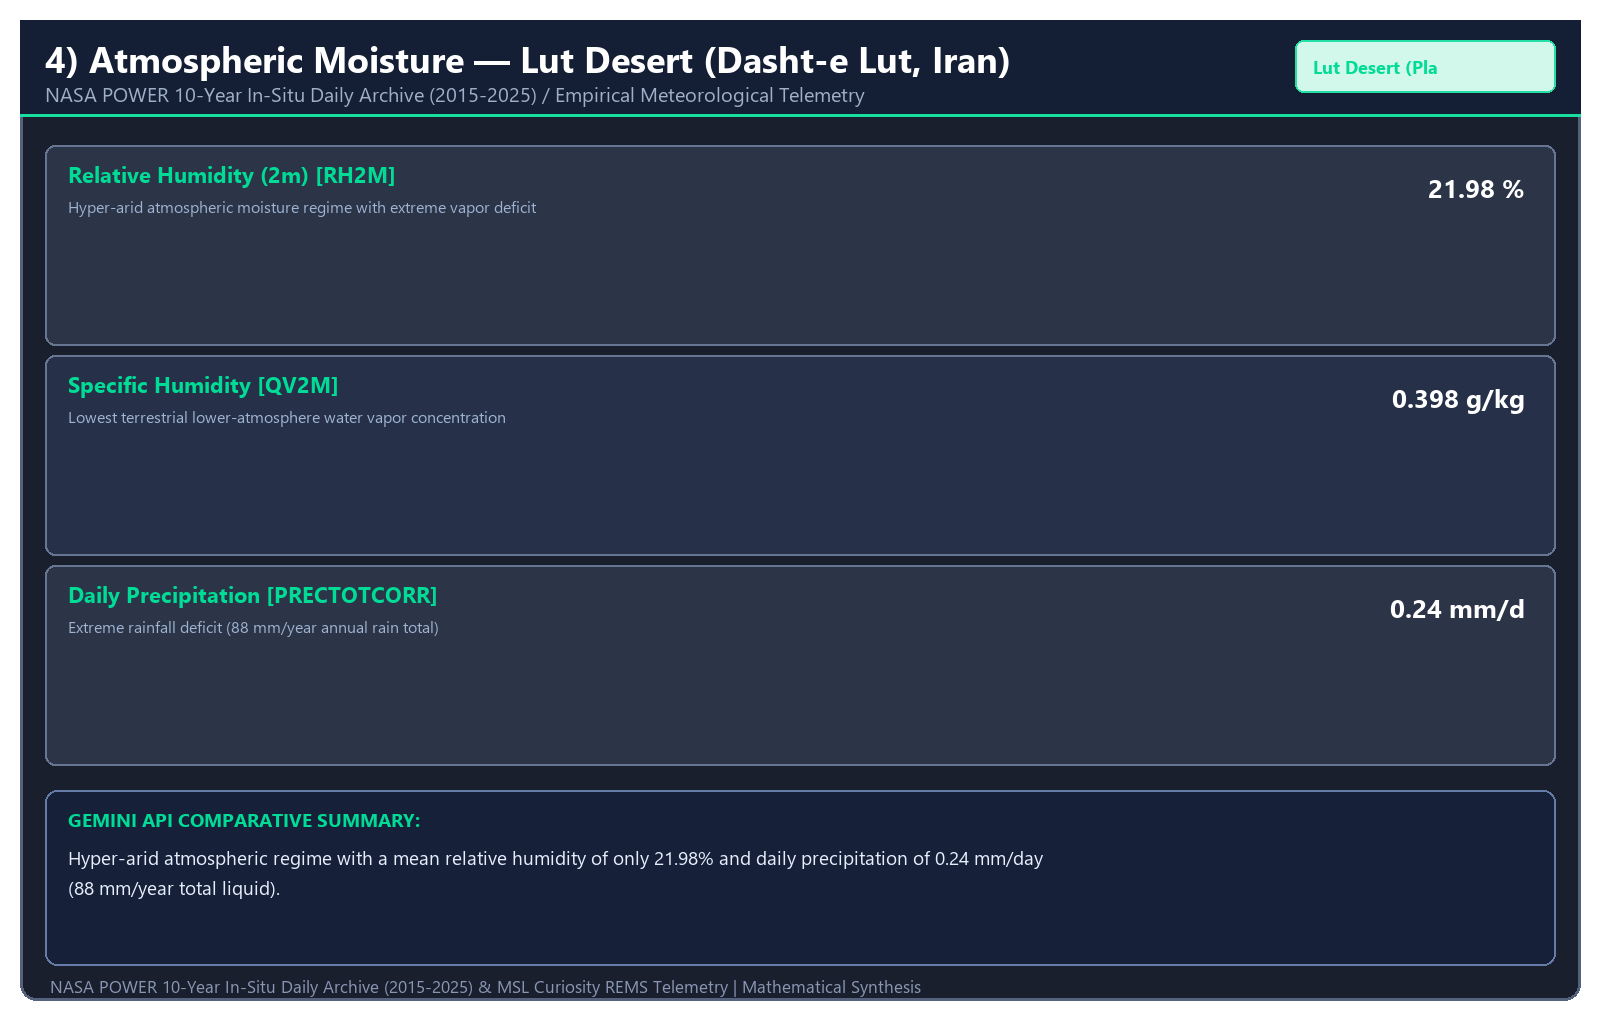 4) Atmospheric Moisture — Lut Desert (Dasht-e Lut, Iran)
NASA POWER 10-Year In-Situ Daily Archive (2015-2025) / Empirical Meteorological Telemetry
Lut Desert (Pla
Relative Humidity (2m) [RH2M]
21.98 %
Hyper-arid atmospheric moisture regime with extreme vapor deficit
Specific Humidity [QV2M]
0.398 g/kg
Lowest terrestrial lower-atmosphere water vapor concentration
Daily Precipitation [PRECTOTCORR]
0.24 mm/d
Extreme rainfall deficit (88 mm/year annual rain total)
GEMINI API COMPARATIVE SUMMARY:
Hyper-arid atmospheric regime with a mean relative humidity of only 21.98% and daily precipitation of 0.24 mm/day
(88 mm/year total liquid).
NASA POWER 10-Year In-Situ Daily Archive (2015-2025) & MSL Curiosity REMS Telemetry | Mathematical Synthesis